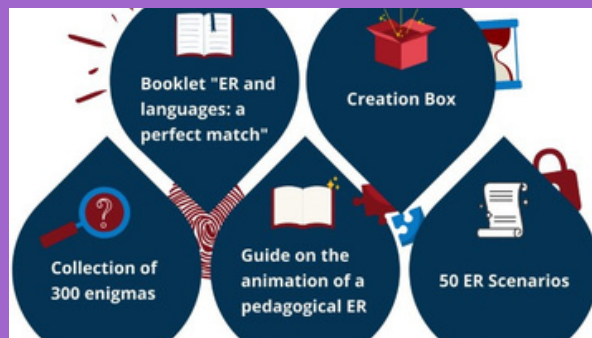 Booklet "ER and
languages: a
perfect match"
Creation Box
?
Collection of
300 enigmas
Guide on the
animation of a
pedagogical ER
50 ER Scenarios